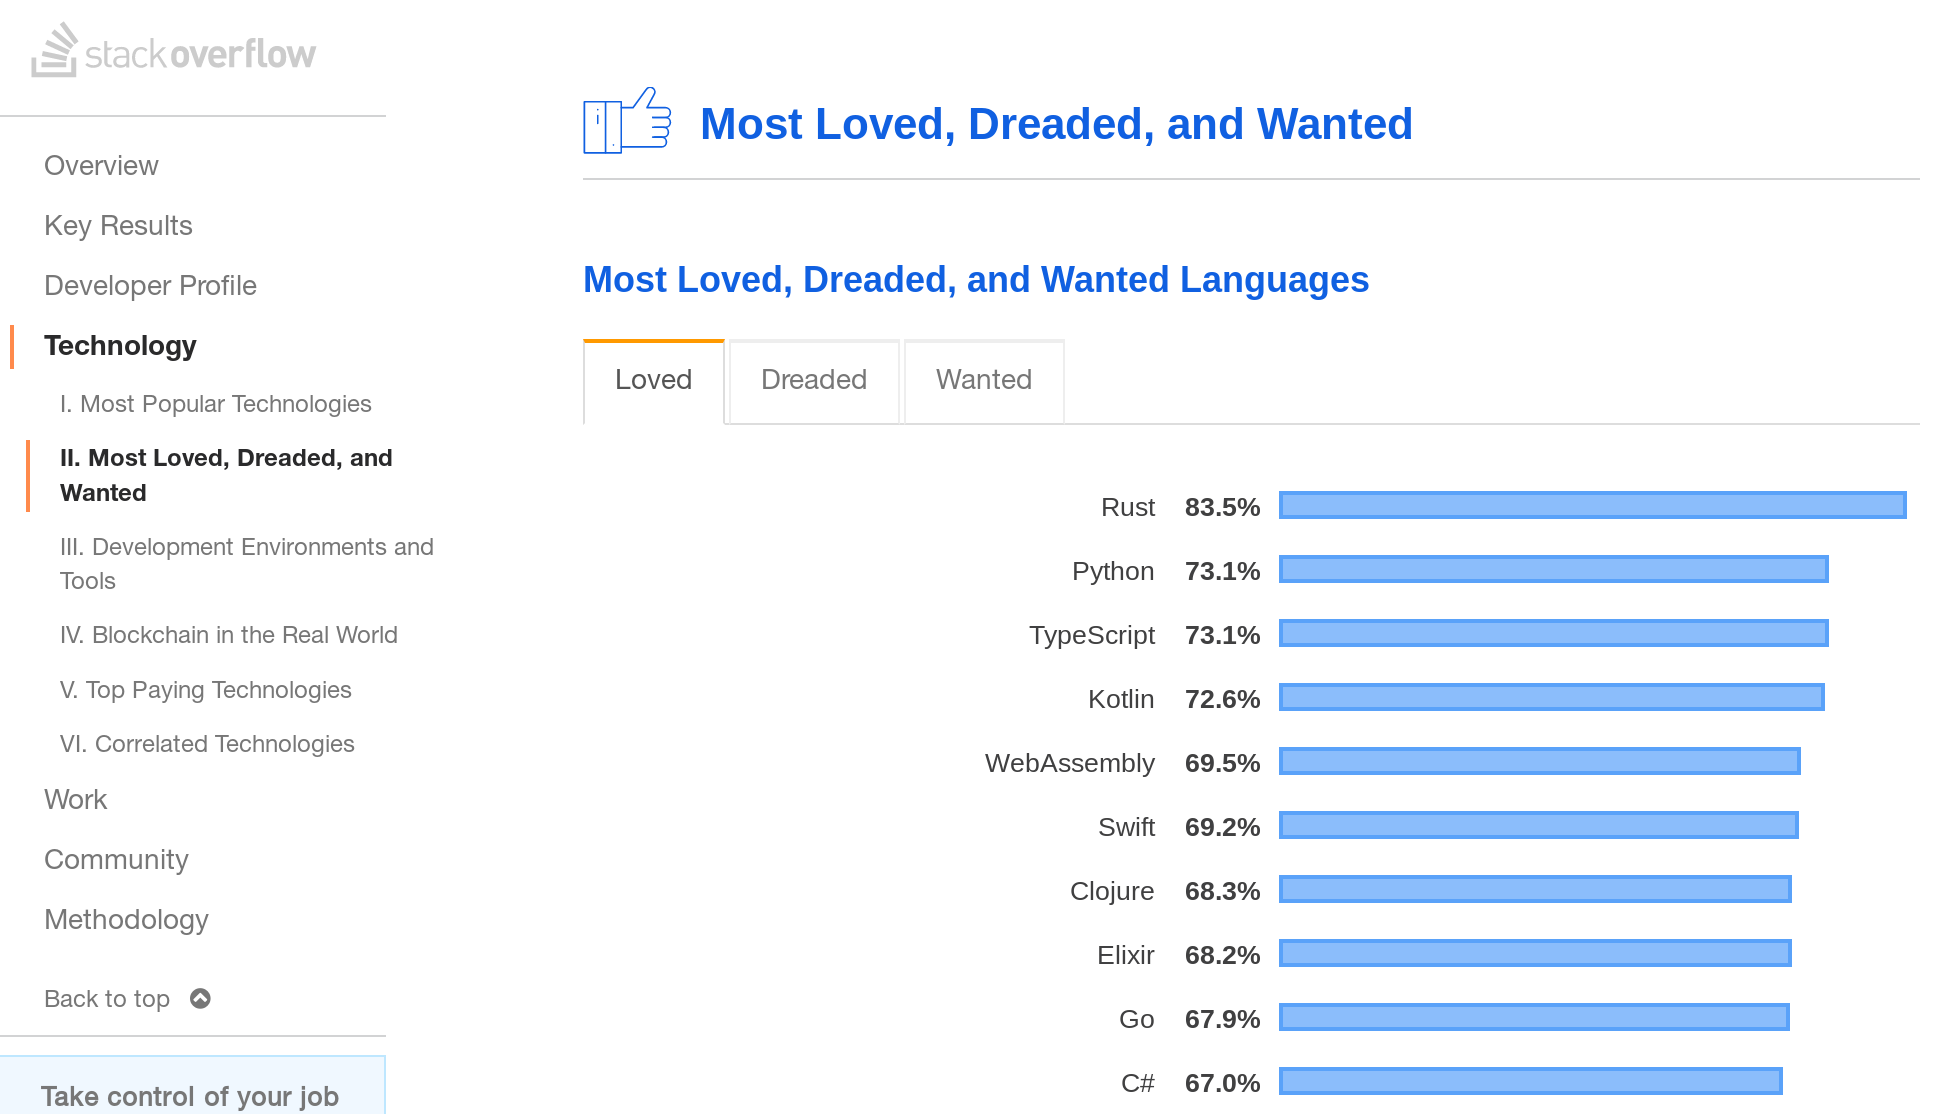 stackoverflow
Overview
Key Results
Developer Profile
Technology
I. Most Popular Technologies
II. Most Loved, Dreaded, and
Wanted
III. Development Environments and
Tools
IV. Blockchain in the Real World
V. Top Paying Technologies
VI. Correlated Technologies
Work
Community
Methodology
Back to top
Take control of your job
Most Loved, Dreaded, and Wanted
Most Loved, Dreaded, and Wanted Languages
Loved Dreaded Wanted
Rust 83.5%
Python 73.1%
TypeScript 73.1%
Kotlin 72.6%
WebAssembly 69.5%
Swift 69.2%
Clojure 68.3%
Elixir 68.2%
Go 67.9%
C# 67.0%